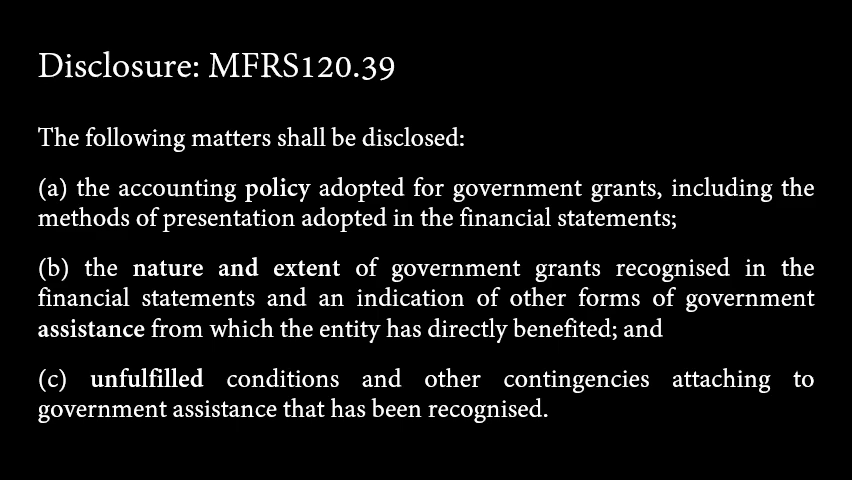 Disclosure: MFRS120.39
The following matters shall be disclosed:
(a) the accounting policy adopted for government grants, including the
methods of presentation adopted in the financial statements;
(b) the nature and extent of government grants recognised in the
financial statements and an indication of other forms of government
assistance from which the entity has directly benefited; and
(c) unfulfilled conditions and other contingencies attaching to
government assistance that has been recognised.